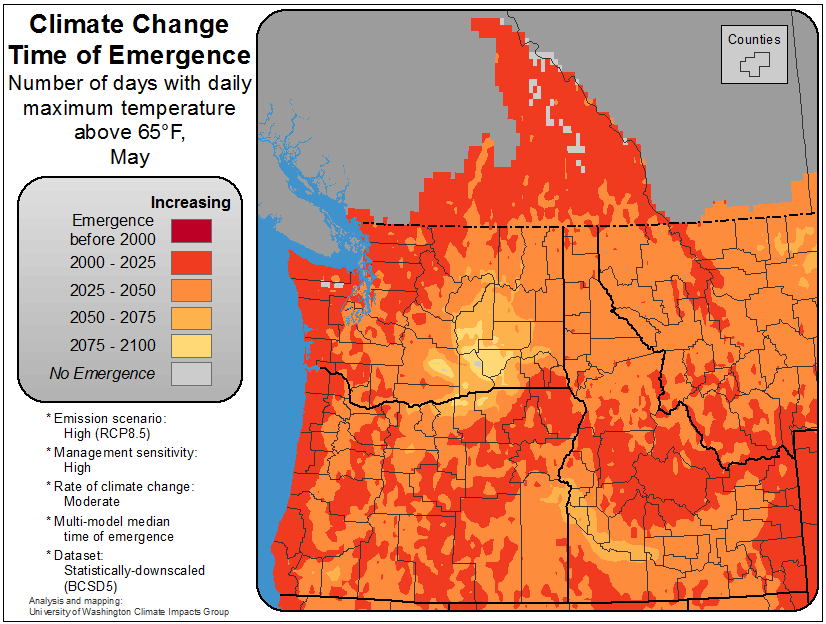 Climate Change
Time of Emergence
Number of days with daily
maximum temperature
above 65°F,
May
Increasing
Emergence
before 2000
2000 - 2025
2025 - 2050
2050 - 2075
2075 - 2100
No Emergence
* Emission scenario:
High (RCP8.5)
* Management sensitivity:
High
* Rate of climate change:
Moderate
* Multi-model median
time of emergence
* Dataset:
Statistically-downscaled
(BCSD5)
Analysis and mapping:
University of Washington Climate Impacts Group
Counties